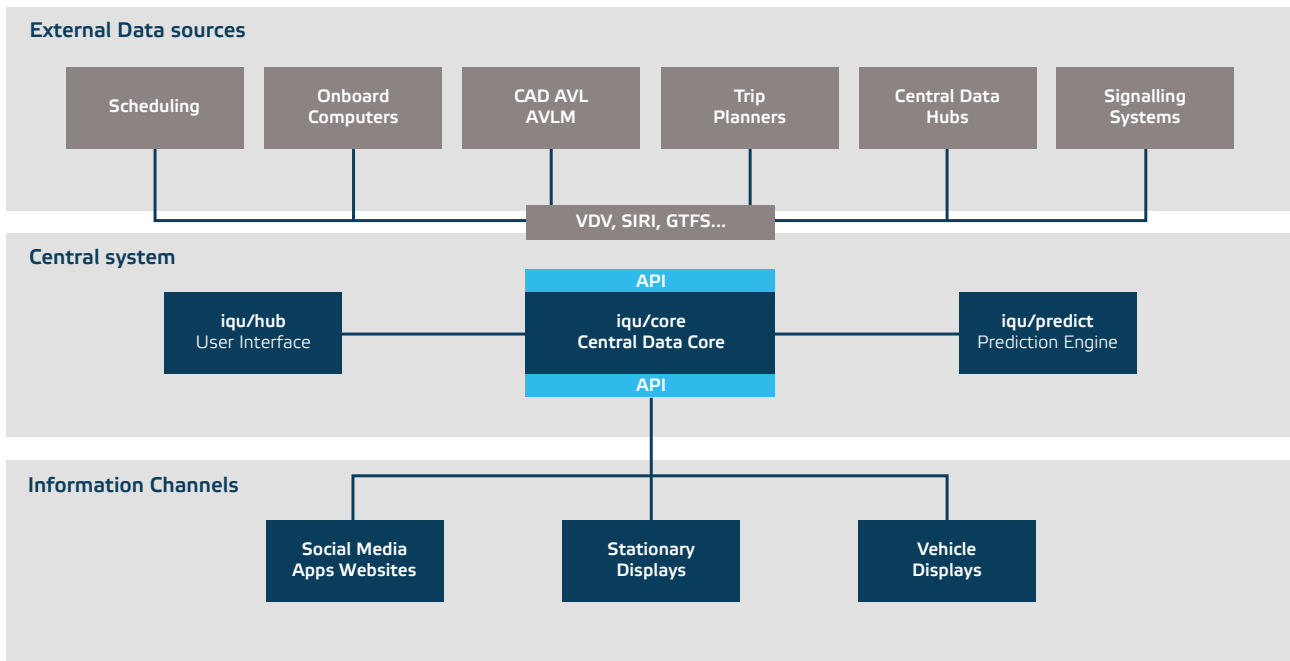 External Data sources
Scheduling
Onboard
Computers
CAD AVL
AVLM
Trip
Planners
Central Data
Hubs
Signalling
Systems
VDV, SIRI, GTFS...
Central system
API
iqu/hub
User Interface
iqu/core
Central Data Core
iqu/predict
Prediction Engine
API
Information Channels
Social Media
Apps Websites
Stationary
Displays
Vehicle
Displays